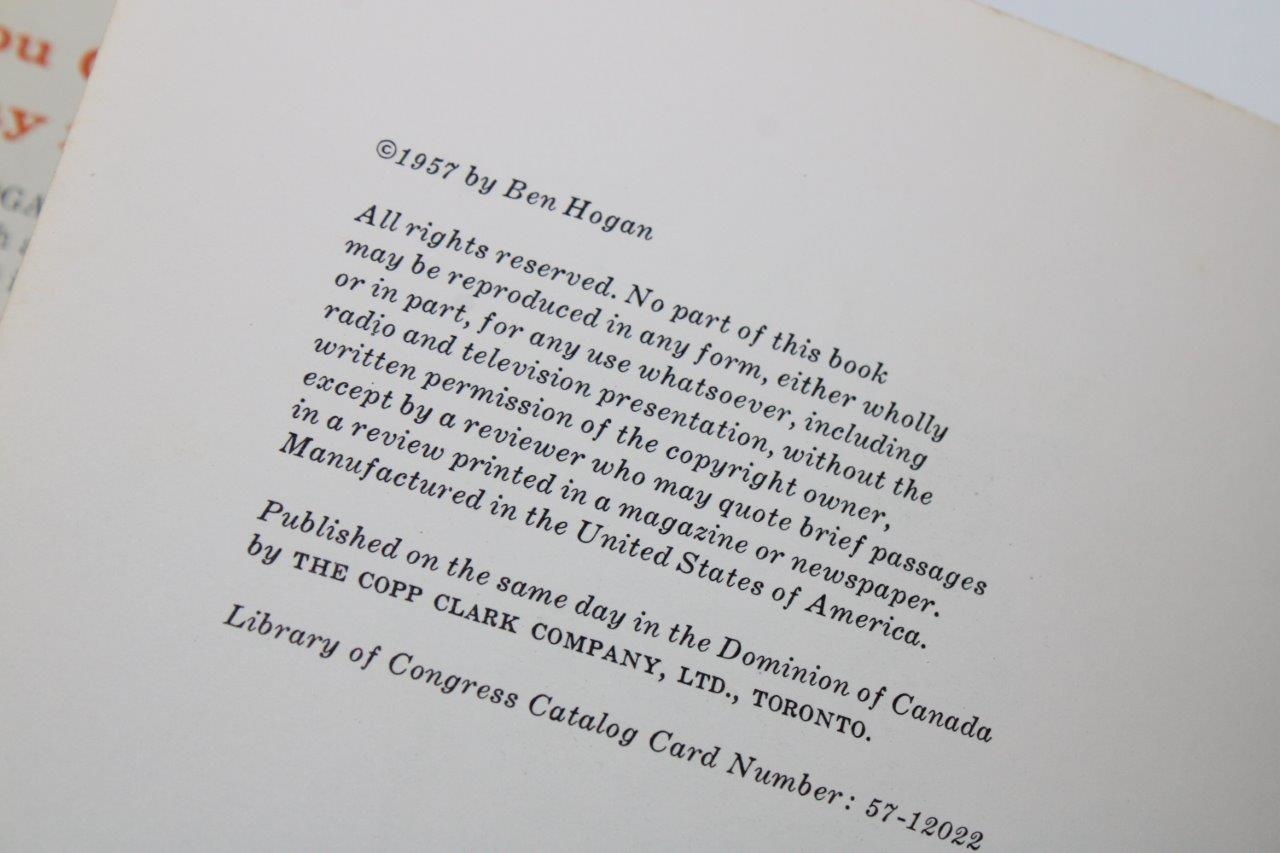 ou
©1957 by Ben Hogan
All rights reserved. No part of this book
may be reproduced in any form, either wholly
or in part, for any use whatsoever, including
radio and television presentation, without the
written permission of the copyright owner,
except by a reviewer who may quote brief passages
in a review printed in a magazine or newspaper.
Manufactured in the United States of America.
Published on the same day in the Dominion of Canada
by THE COPP CLARK COMPANY, LTD., TORONTO.
Library of Congress Catalog Card Number: 57-12022